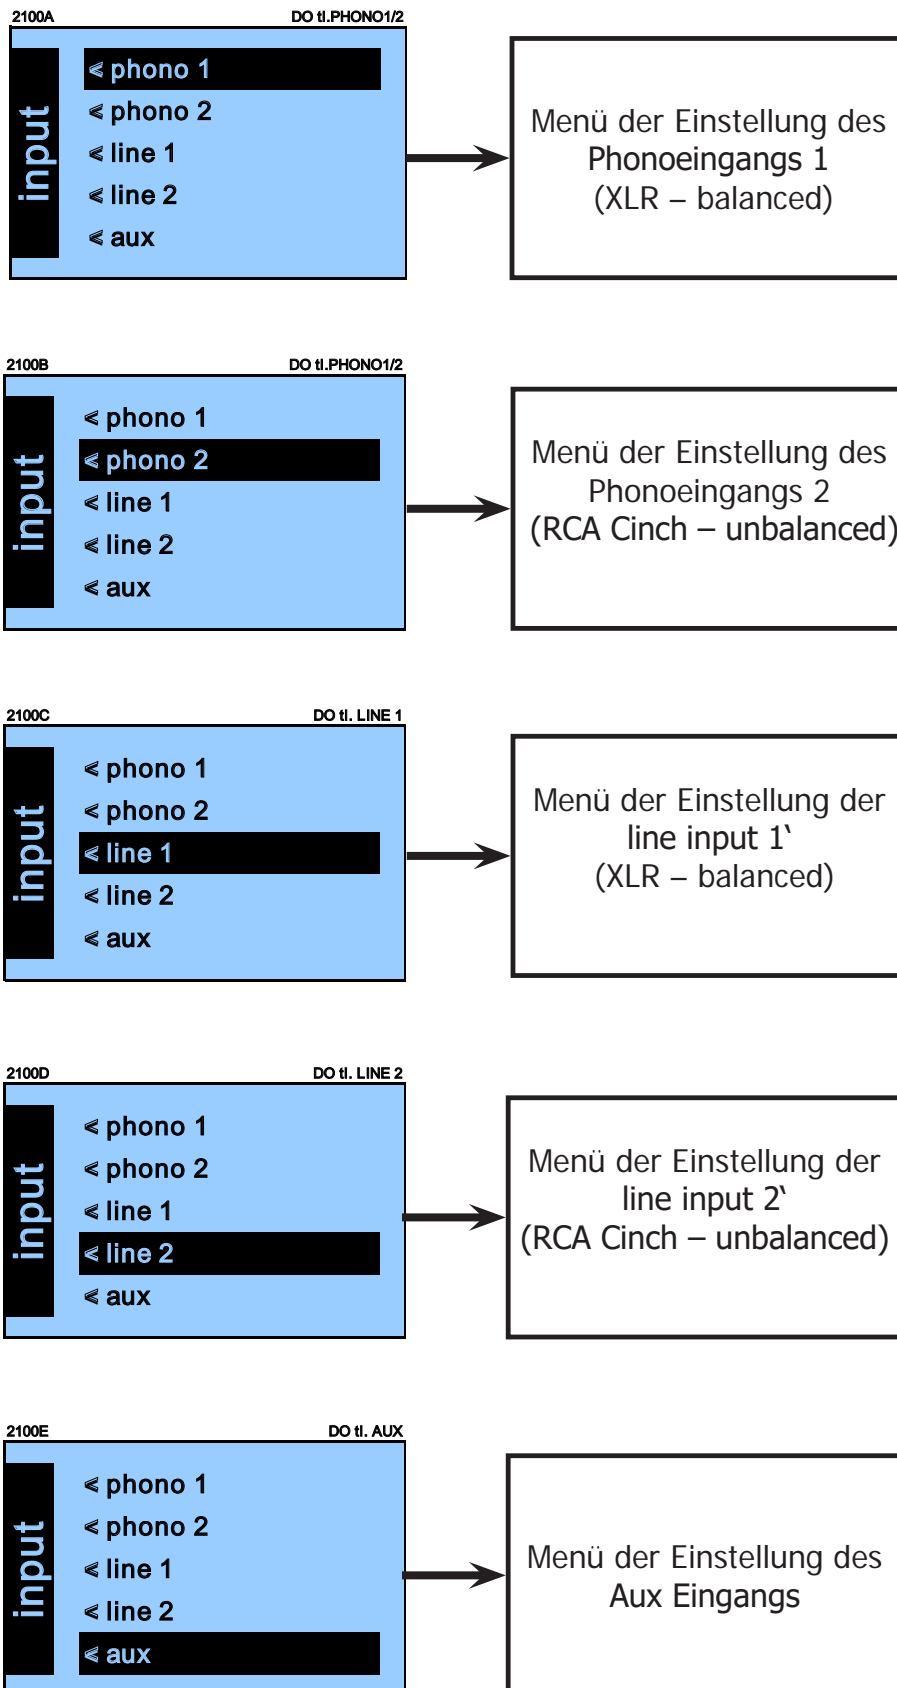 2100A DO tl.PHONO1/2
input
< phono 1
< phono 2
< line 1
< line 2
< aux
Menü der Einstellung des
Phonoeingangs 1
(XLR – balanced)
2100B DO tl.PHONO1/2
input
< phono 1
< phono 2
< line 1
< line 2
< aux
Menü der Einstellung des
Phonoeingangs 2
(RCA Cinch – unbalanced)
2100C DO tl. LINE 1
input
< phono 1
< phono 2
< line 1
< line 2
< aux
Menü der Einstellung der
line input 1‘
(XLR – balanced)
2100D DO tl. LINE 2
input
< phono 1
< phono 2
< line 1
< line 2
< aux
Menü der Einstellung der
line input 2‘
(RCA Cinch – unbalanced)
2100E DO tl. AUX
input
< phono 1
< phono 2
< line 1
< line 2
< aux
Menü der Einstellung des
Aux Eingangs